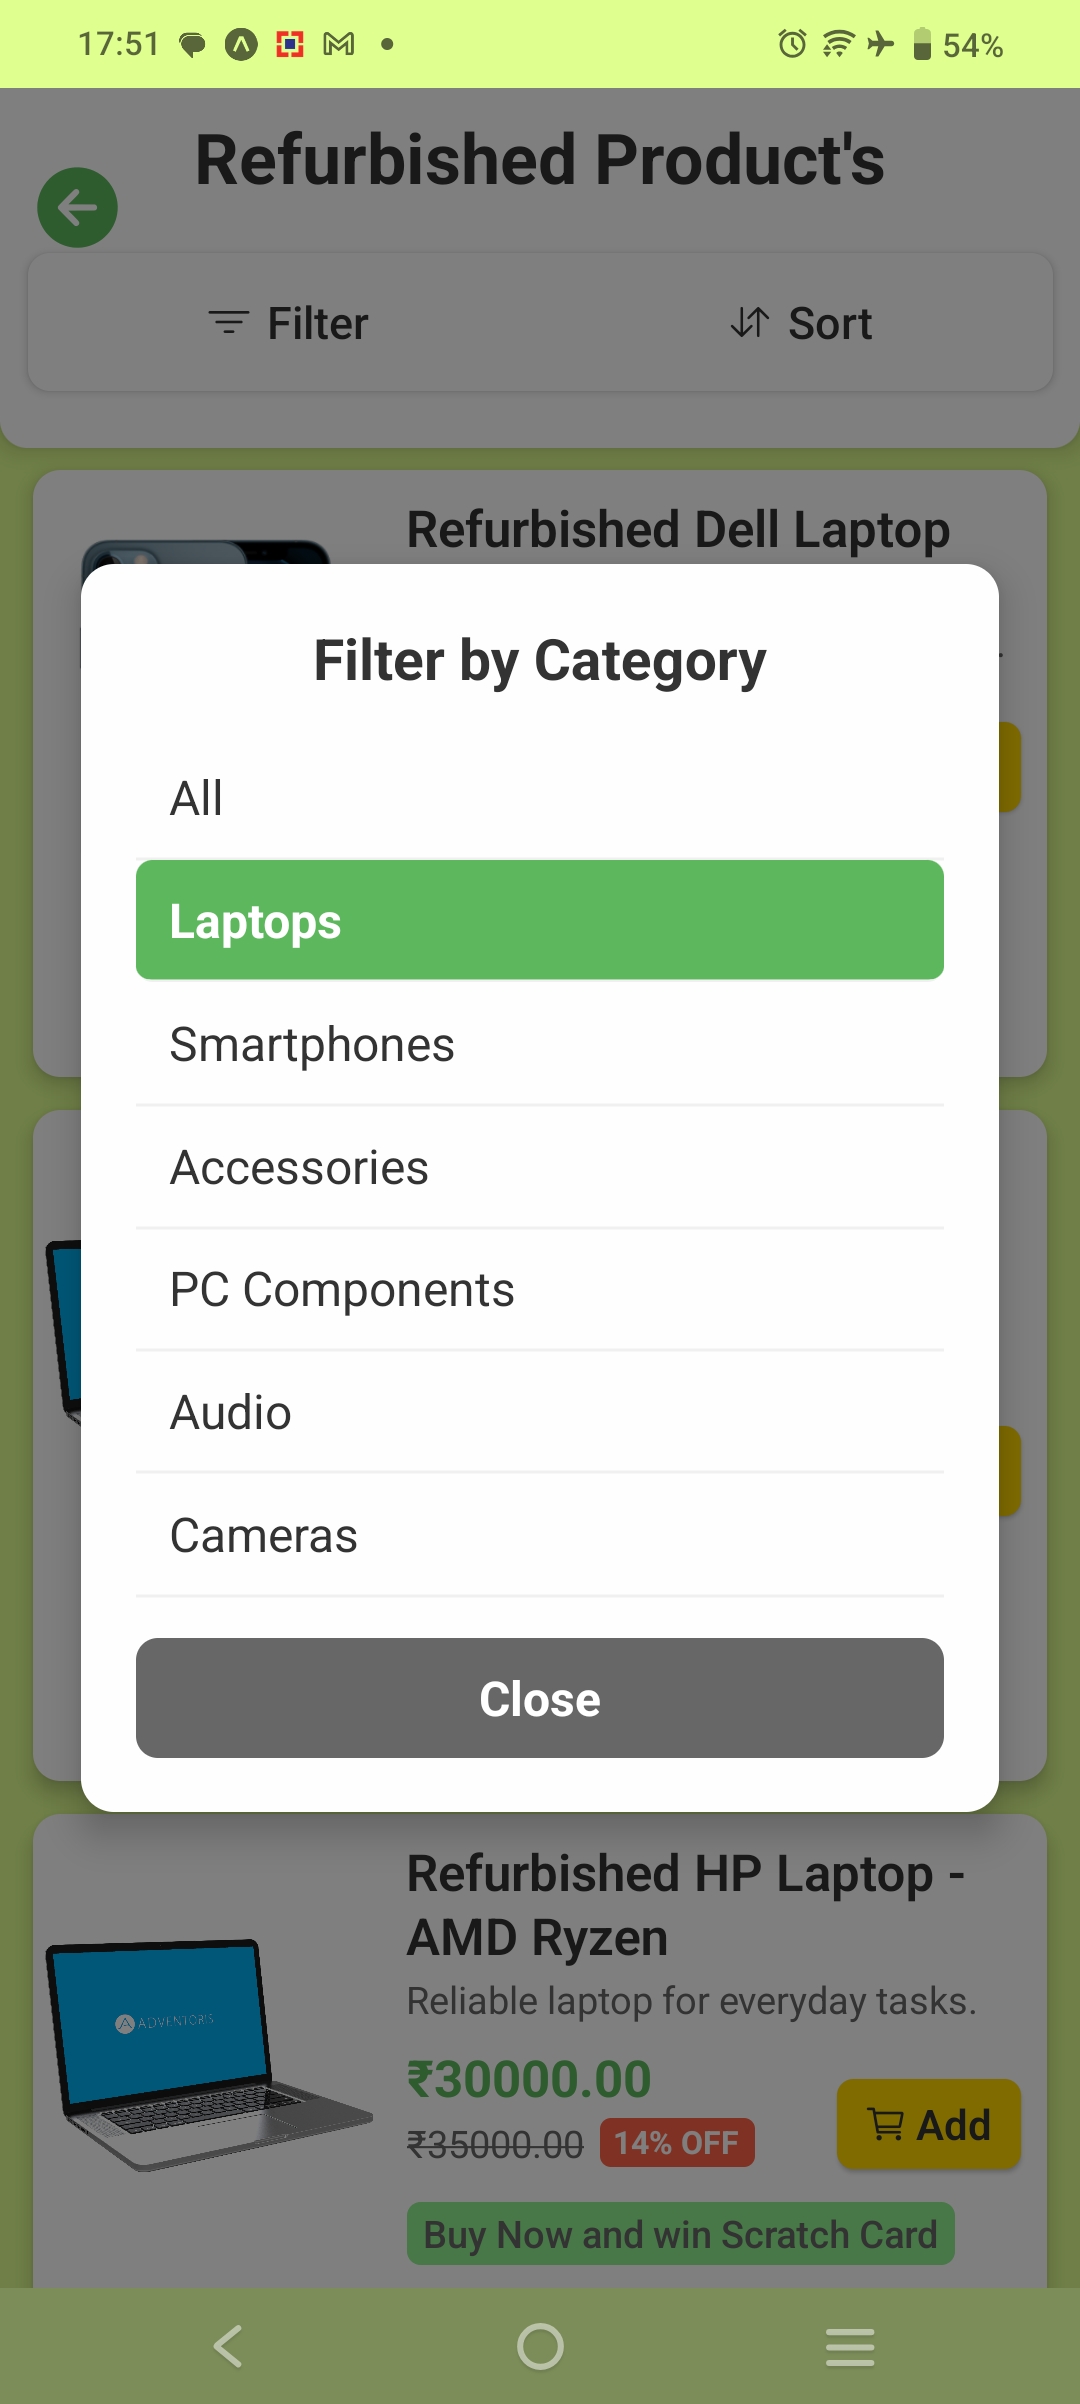 17:51
54%
Refurbished Product's
Filter
Sort
Refurbished Dell Laptop
Filter by Category
All
Laptops
Smartphones
Accessories
PC Components
Audio
Cameras
Close
Refurbished HP Laptop -
AMD Ryzen
Reliable laptop for everyday tasks.
ADVENTORIS
₹30000.00
₹35000.00 14% OFF
Add
Buy Now and win Scratch Card